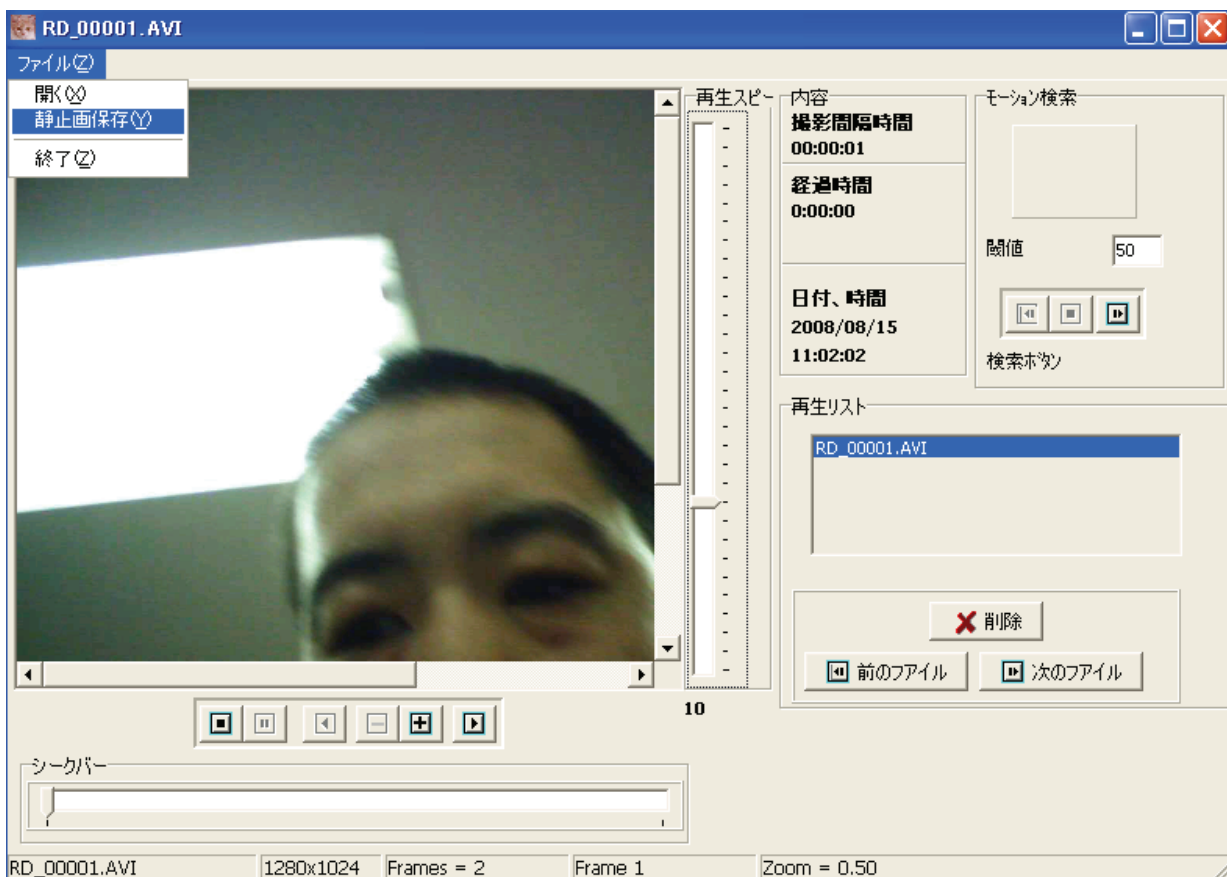 RD_00001.AVI
ファイル(Z)
開く(X)
静止画保存(Y)
終了(Z)
再生スピー
10
内容
撮影間隔時間
00:00:01
経過時間
0:00:00
日付、時間
2008/08/15
11:02:02
モーション検索
閾値 50
検索ボタン
再生リスト
RD_00001.AVI
削除
前のファイル 次のファイル
シークバー
RD_00001.AVI 1280x1024 Frames = 2 Frame 1 Zoom = 0.50